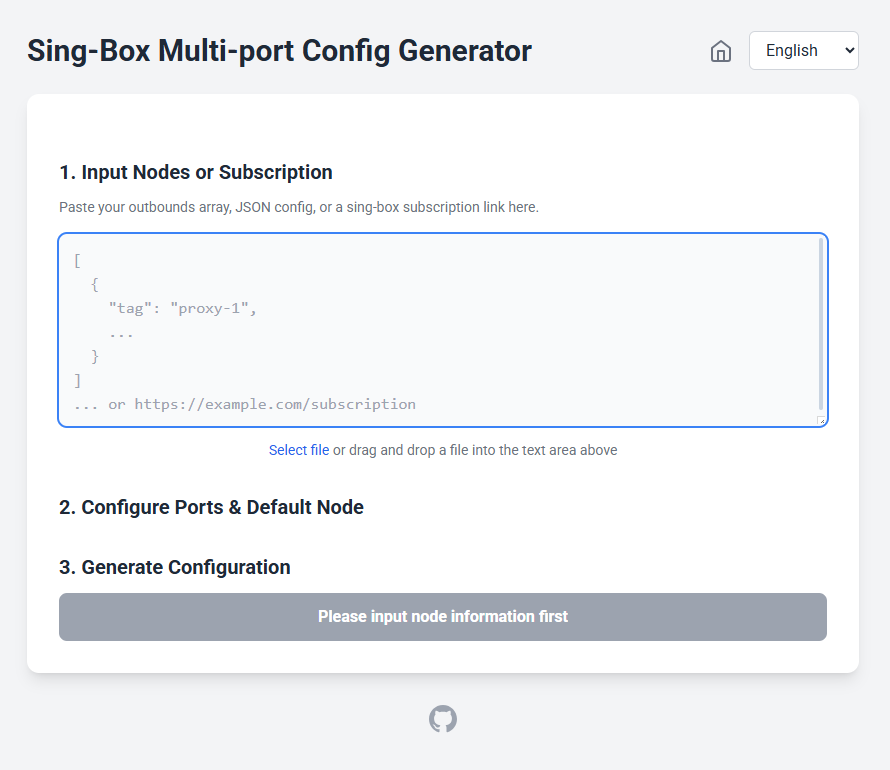 Sing-Box Multi-port Config Generator
English
1. Input Nodes or Subscription
Paste your outbounds array, JSON config, or a sing-box subscription link here.
[
  {
    "tag": "proxy-1",
    ...
  }
]
... or https://example.com/subscription
Select file or drag and drop a file into the text area above
2. Configure Ports & Default Node
3. Generate Configuration
Please input node information first